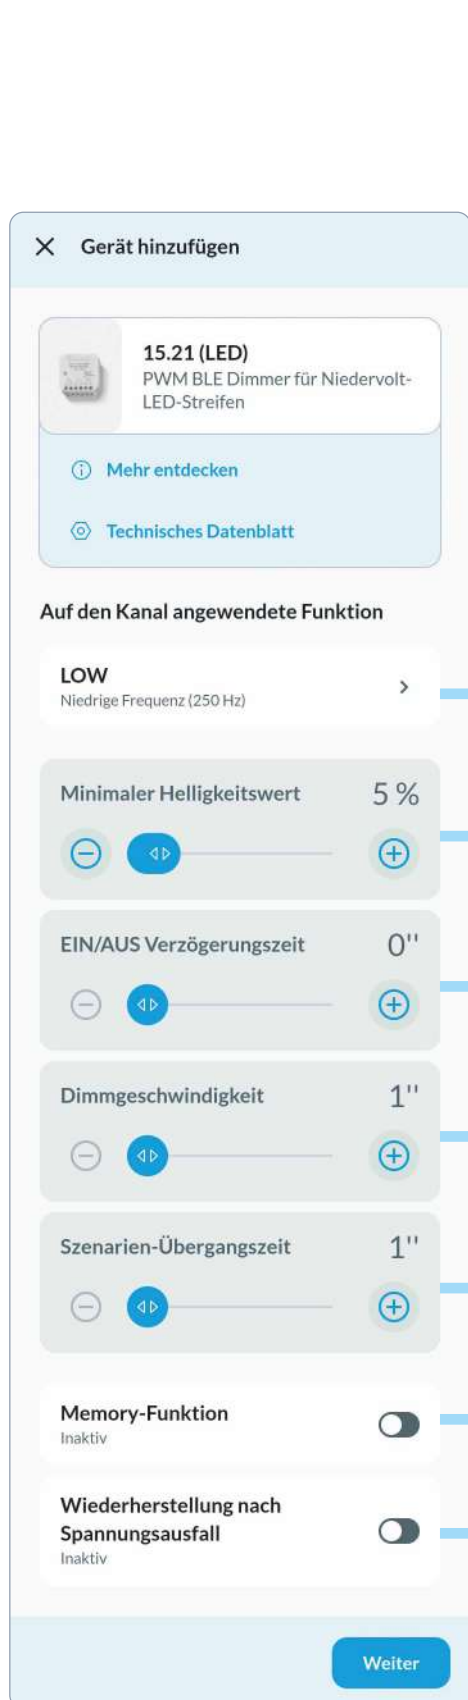 Gerät hinzufügen
15.21 (LED)
PWM BLE Dimmer für Niedervolt-
LED-Streifen
Mehr entdecken
Technisches Datenblatt
Auf den Kanal angewendete Funktion
LOW
Niedrige Frequenz (250 Hz)
Minimaler Helligkeitswert
5 %
EIN/AUS Verzögerungszeit
0''
Dimmgeschwindigkeit
1''
Szenarien-Übergangszeit
1''
Memory-Funktion
Inaktiv
Wiederherstellung nach
Spannungsausfall
Inaktiv
Weiter